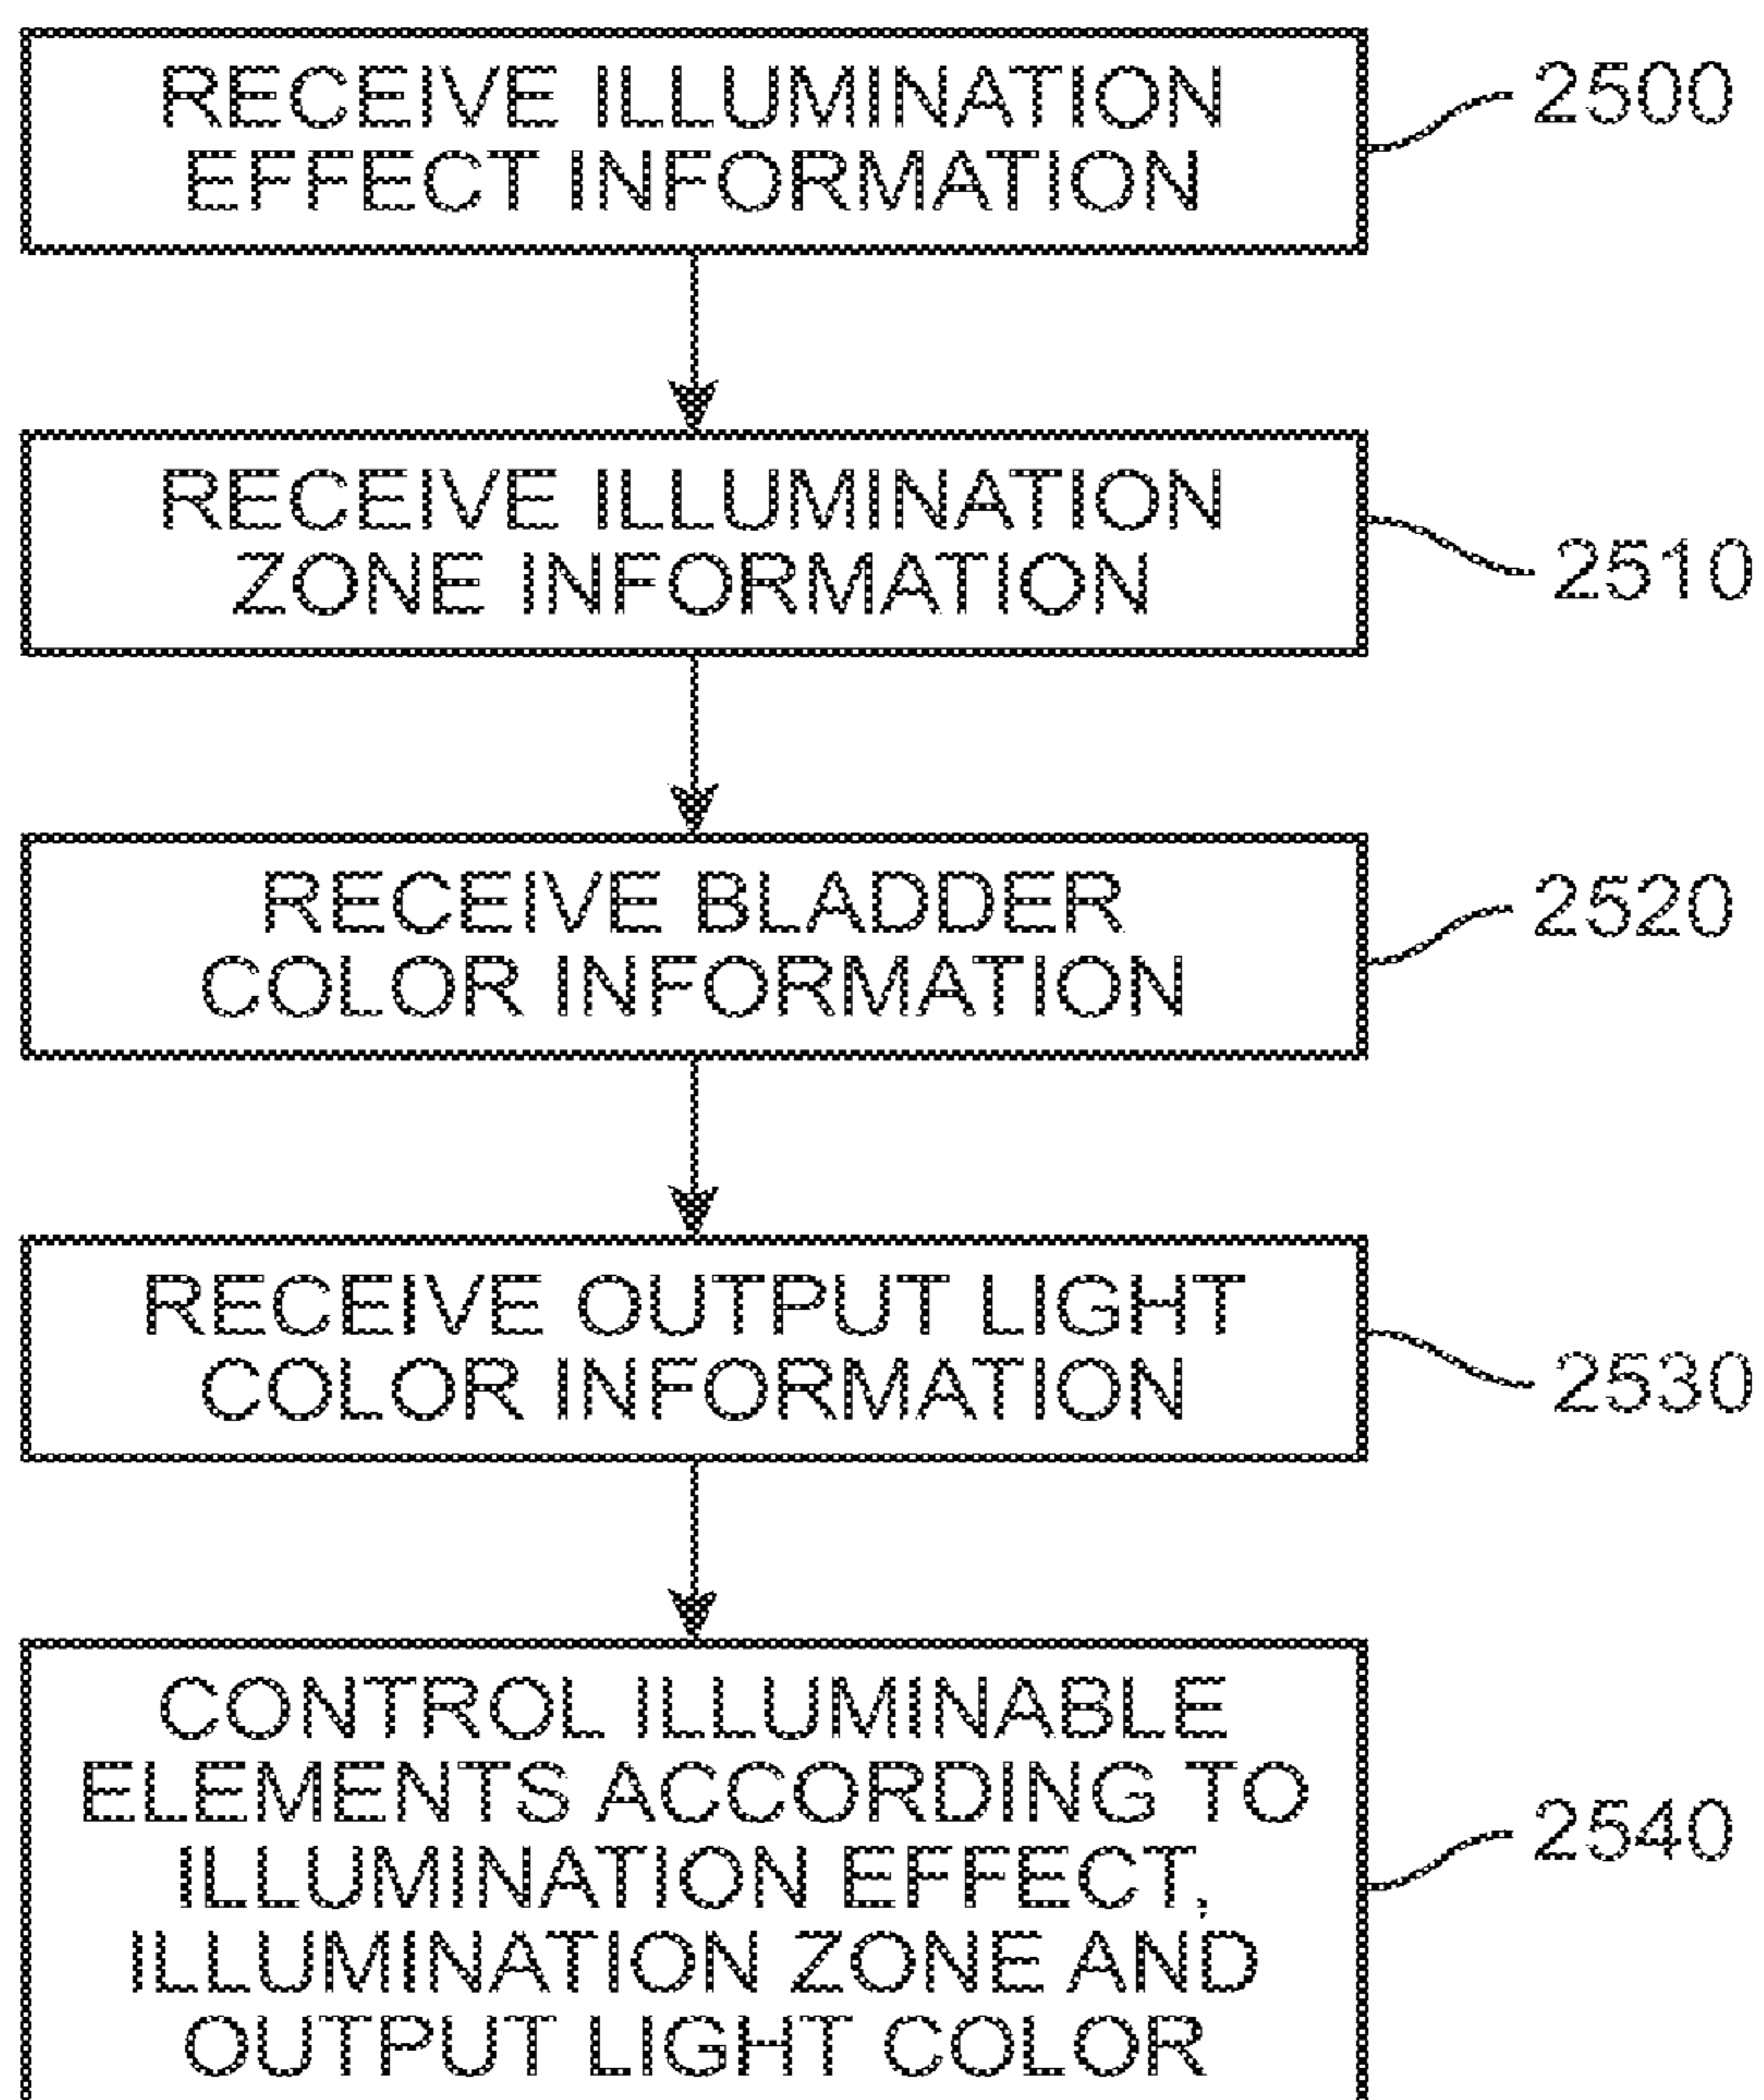 RECEIVE ILLUMINATION
EFFECT INFORMATION
2500
RECEIVE ILLUMINATION
ZONE INFORMATION
2510
RECEIVE BLADDER
COLOR INFORMATION
2520
RECEIVE OUTPUT LIGHT
COLOR INFORMATION
2530
CONTROL ILLUMINABLE
ELEMENTS ACCORDING TO
ILLUMINATION EFFECT,
ILLUMINATION ZONE AND
OUTPUT LIGHT COLOR
2540